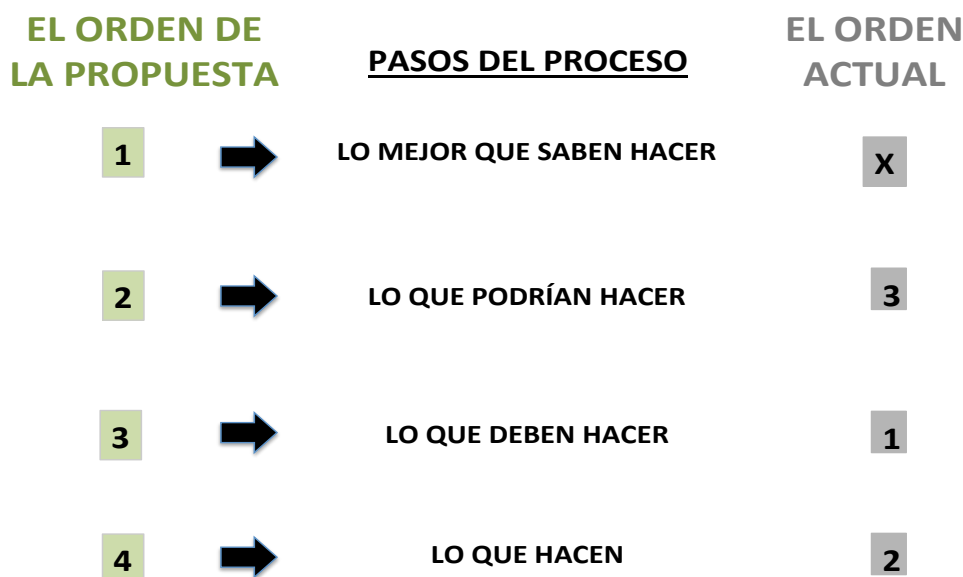 EL ORDEN DE
LA PROPUESTA
PASOS DEL PROCESO
EL ORDEN
ACTUAL
1
LO MEJOR QUE SABEN HACER
X
2
LO QUE PODRÍAN HACER
3
3
LO QUE DEBEN HACER
1
4
LO QUE HACEN
2